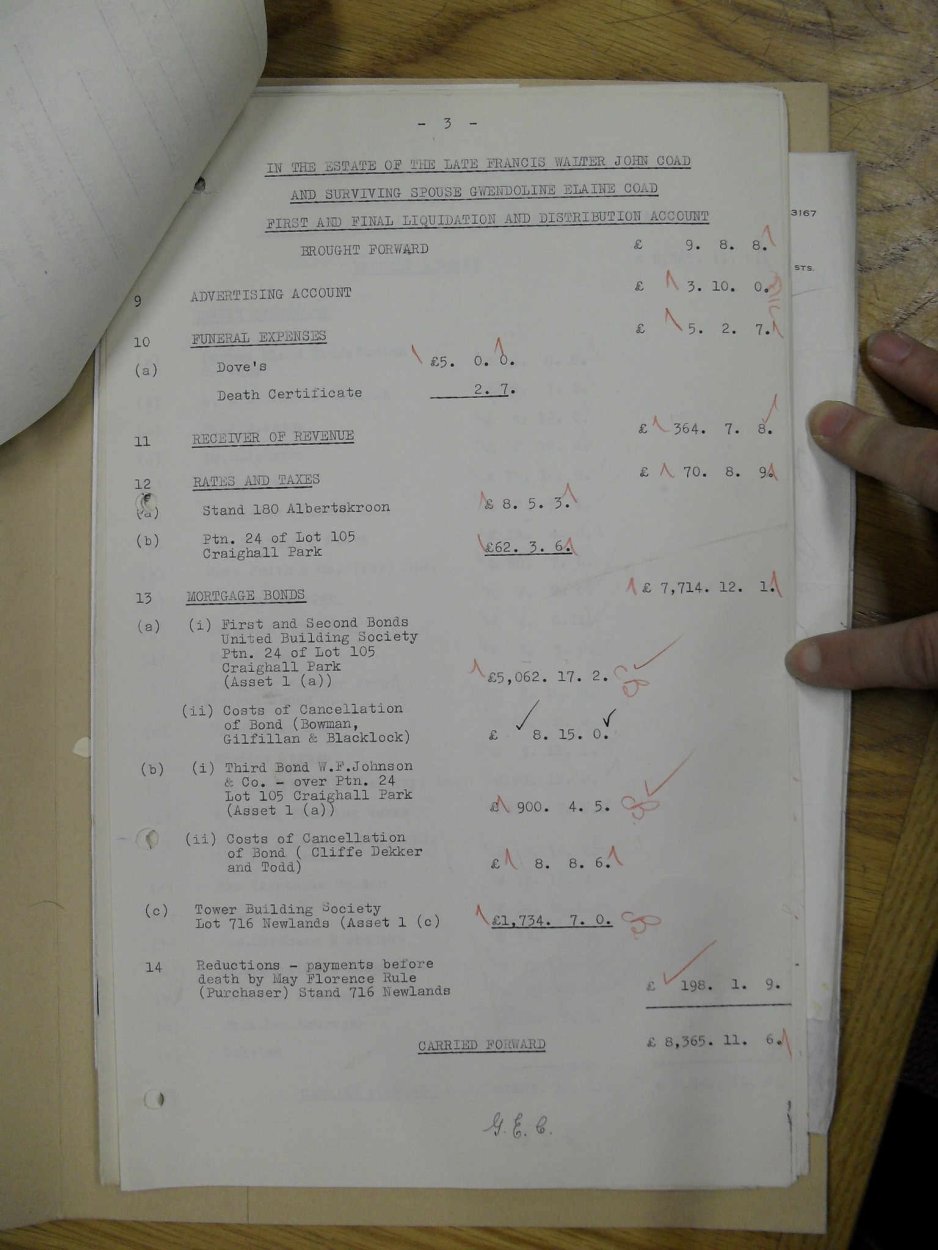 - 3 -
IN THE ESTATE OF THE LATE FRANCIS WALTER JOHN COAD
AND SURVIVING SPOUSE GWENDOLINE ELAINE COAD
FIRST AND FINAL LIQUIDATION AND DISTRIBUTION ACCOUNT
3167
BROUGHT FORWARD £ 9. 8. 8.
STS.
9 ADVERTISING ACCOUNT £ 3. 10. 0.
10 FUNERAL EXPENSES £ 5. 2. 7.
(a) Dove's £5. 0. 0.
Death Certificate 2. 7.
11 RECEIVER OF REVENUE £ 364. 7. 8.
12 RATES AND TAXES £ 70. 8. 9.
(a) Stand 180 Albertskroon £ 8. 5. 3.
(b) Ptn. 24 of Lot 105
Craighall Park £62. 3. 6.
13 MORTGAGE BONDS £ 7,714. 12. 1.
(a) (i) First and Second Bonds
United Building Society
Ptn. 24 of Lot 105
Craighall Park
(Asset 1 (a)) £5,062. 17. 2.
(ii) Costs of Cancellation
of Bond (Bowman,
Gilfillan & Blacklock) £ 8. 15. 0.
(b) (i) Third Bond W.F.Johnson
& Co. - over Ptn. 24
Lot 105 Craighall Park
(Asset 1 (a)) £ 900. 4. 5.
(ii) Costs of Cancellation
of Bond ( Cliffe Dekker
and Todd) £ 8. 8. 6.
(c) Tower Building Society
Lot 716 Newlands (Asset 1 (c) £1,734. 7. 0.
14 Reductions - payments before
death by May Florence Rule
(Purchaser) Stand 716 Newlands £ 198. 1. 9.
CARRIED FORWARD £ 8,365. 11. 6.
G. E. C.